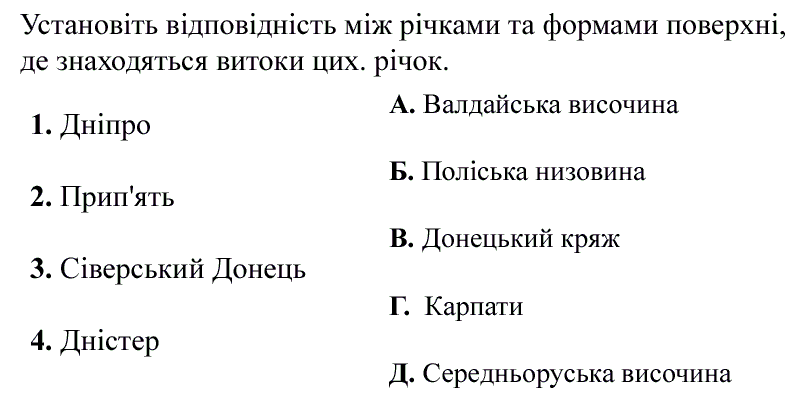 Установіть відповідність між річками та формами поверхні,
де знаходяться витоки цих. річок.
1. Дніпро
2. Прип'ять
3. Сіверський Донець
4. Дністер
А. Валдайська височина
Б. Поліська низовина
В. Донецький кряж
Г. Карпати
Д. Середньоруська височина